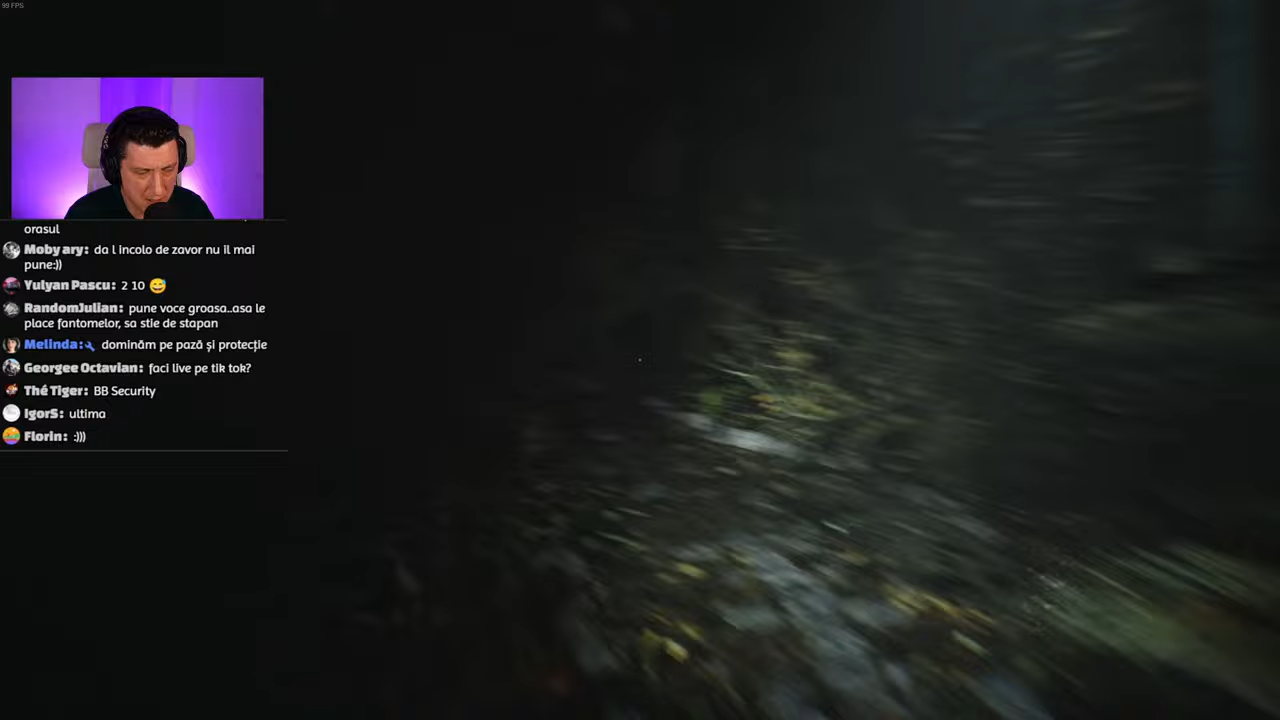 99 FPS
orasul
Moby ary: da l incolo de zavor nu il mai
pune:))
Yulyan Pascu: 2 10 😅
RandomJulian: pune voce groasa..asa le
place fantomelor, sa stie de stapan
Melinda: dominăm pe pază și protecție
Georgee Octavian: faci live pe tik tok?
Thé Tiger: BB Security
IgorS: ultima
Florin: :)))